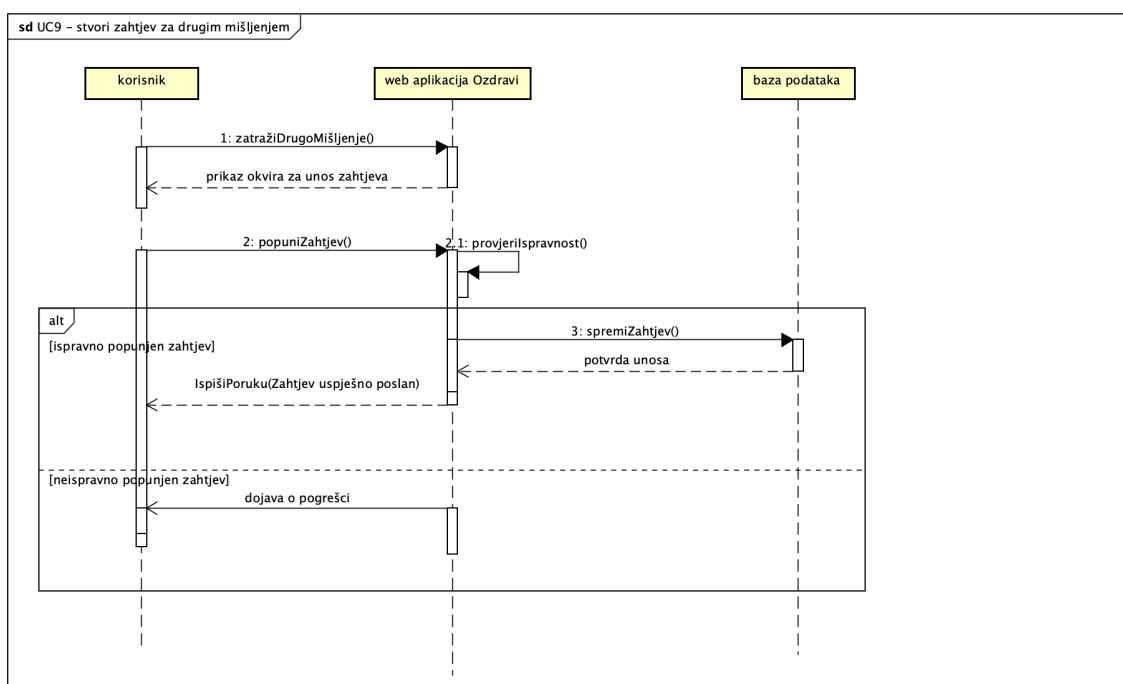 sd UC9 – stvori zahtjev za drugim mišljenjem
korisnik
web aplikacija Ozdravi
baza podataka
1: zatražiDrugoMišljenje()
prikaz okvira za unos zahtjeva
2: popuniZahtjev()
2.1: provjeriIspravnost()
alt
[ispravno popunjen zahtjev]
3: spremiZahtjev()
potvrda unosa
IspišiPoruku(Zahtjev uspješno poslan)
[neispravno popunjen zahtjev]
dojava o pogrešci